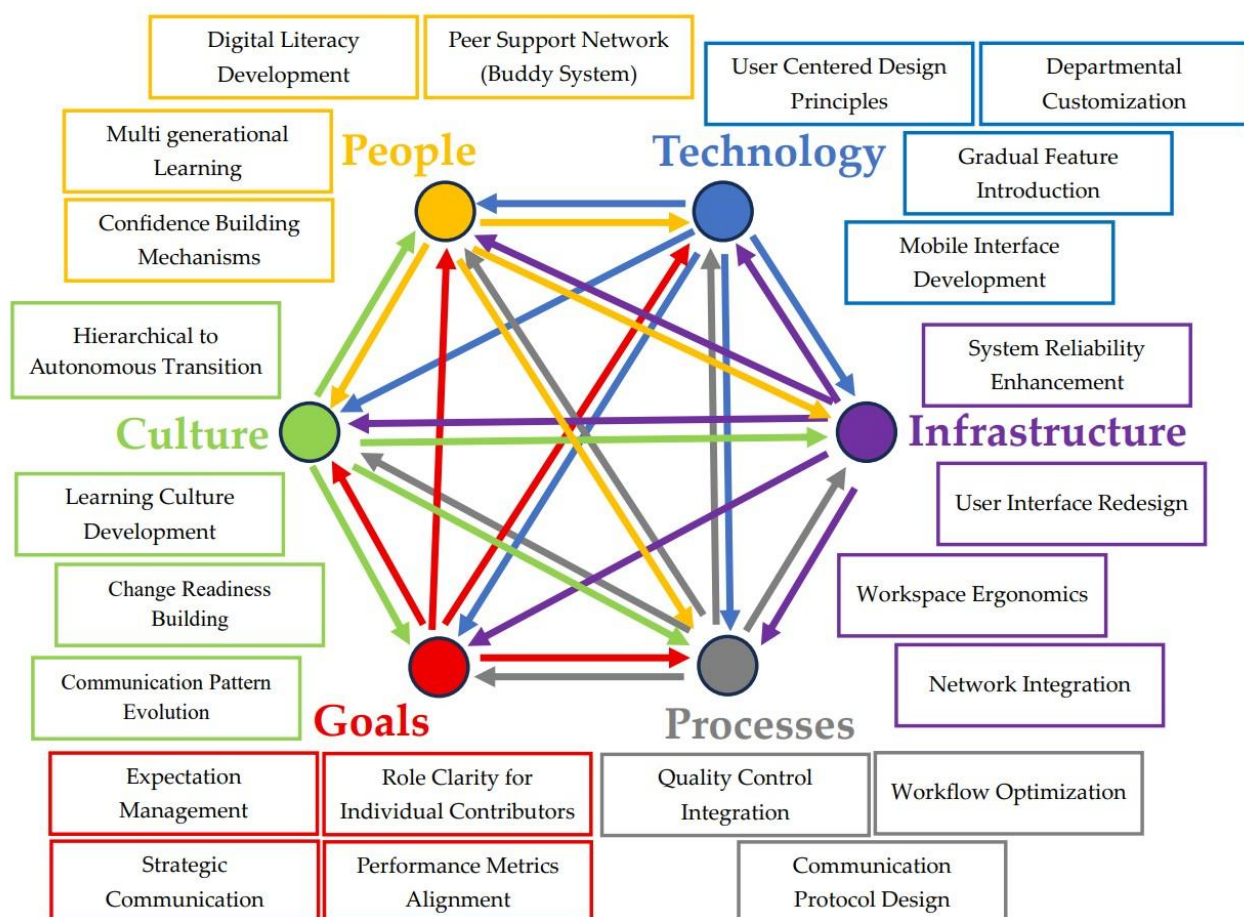 Digital Literacy
Development
Peer Support Network
(Buddy System)
User Centered Design
Principles
Departmental
Customization
Multi generational
Learning
People
Technology
Gradual Feature
Introduction
Confidence Building
Mechanisms
Mobile Interface
Development
Hierarchical to
Autonomous Transition
System Reliability
Enhancement
Culture
Infrastructure
Learning Culture
Development
User Interface Redesign
Change Readiness
Building
Workspace Ergonomics
Communication Pattern
Evolution
Network Integration
Goals
Processes
Expectation
Management
Role Clarity for
Individual Contributors
Quality Control
Integration
Workflow Optimization
Strategic
Communication
Performance Metrics
Alignment
Communication
Protocol Design